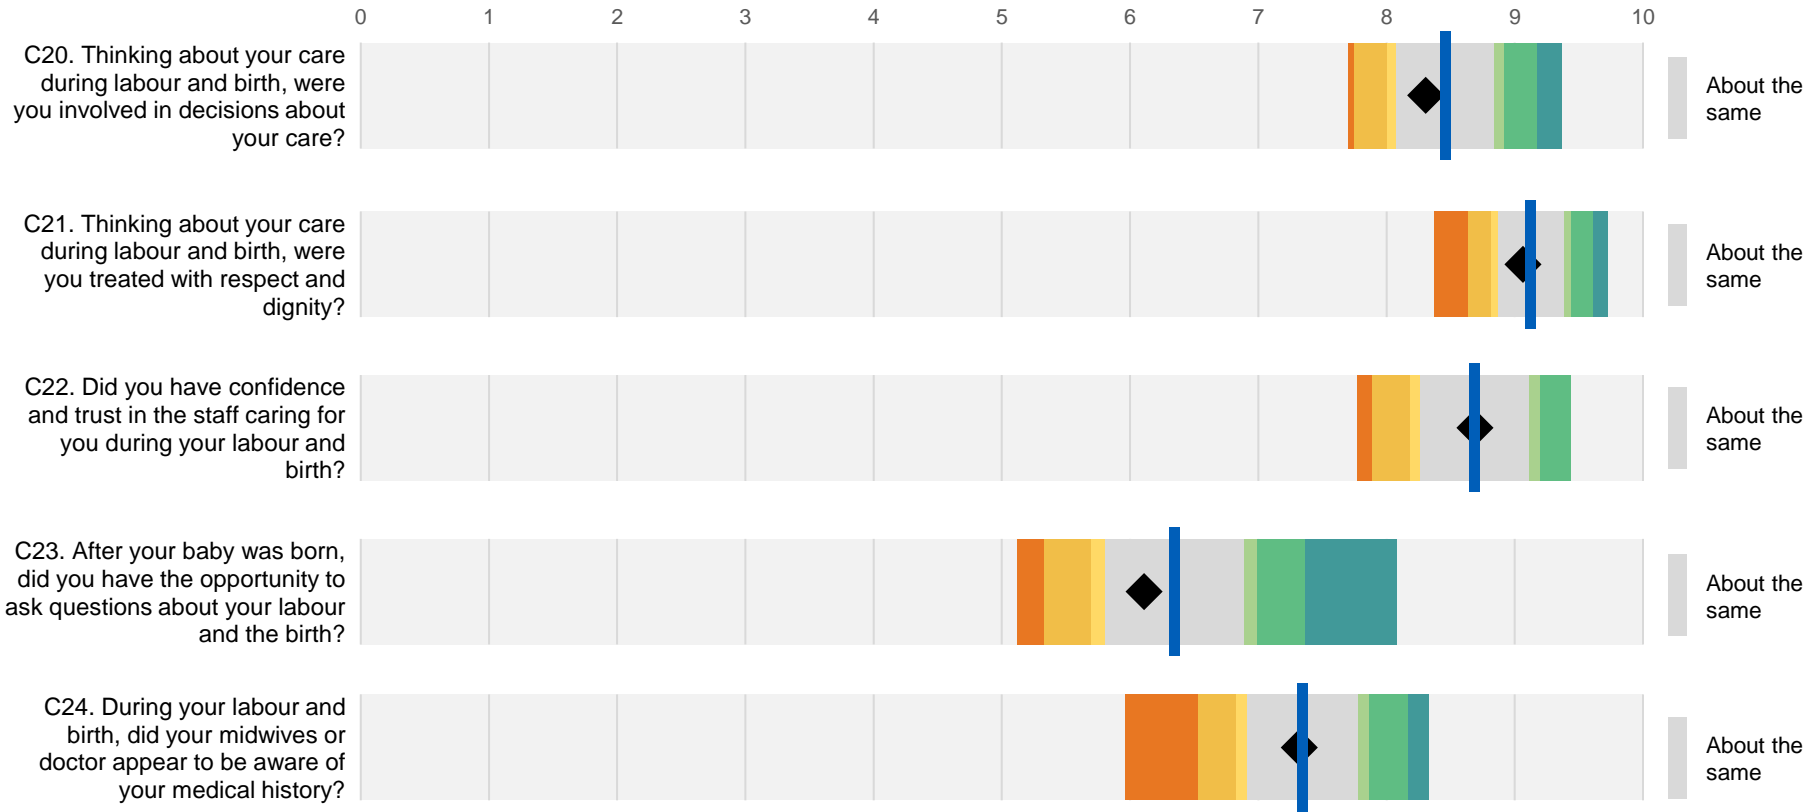 0 1 2 3 4 5 6 7 8 9 10
C20. Thinking about your care
during labour and birth, were
you involved in decisions about
your care?
About the
same
C21. Thinking about your care
during labour and birth, were
you treated with respect and
dignity?
About the
same
C22. Did you have confidence
and trust in the staff caring for
you during your labour and
birth?
About the
same
C23. After your baby was born,
did you have the opportunity to
ask questions about your labour
and the birth?
About the
same
C24. During your labour and
birth, did your midwives or
doctor appear to be aware of
your medical history?
About the
same